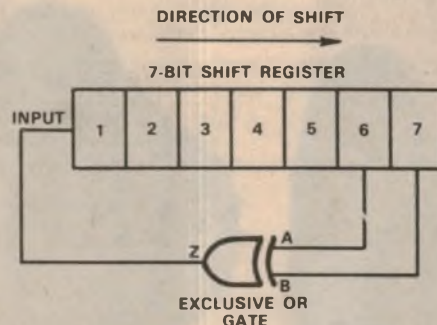 DIRECTION OF SHIFT
7-BIT SHIFT REGISTER
INPUT
1 2 3 4 5 6 7
Z
A
B
EXCLUSIVE OR
GATE